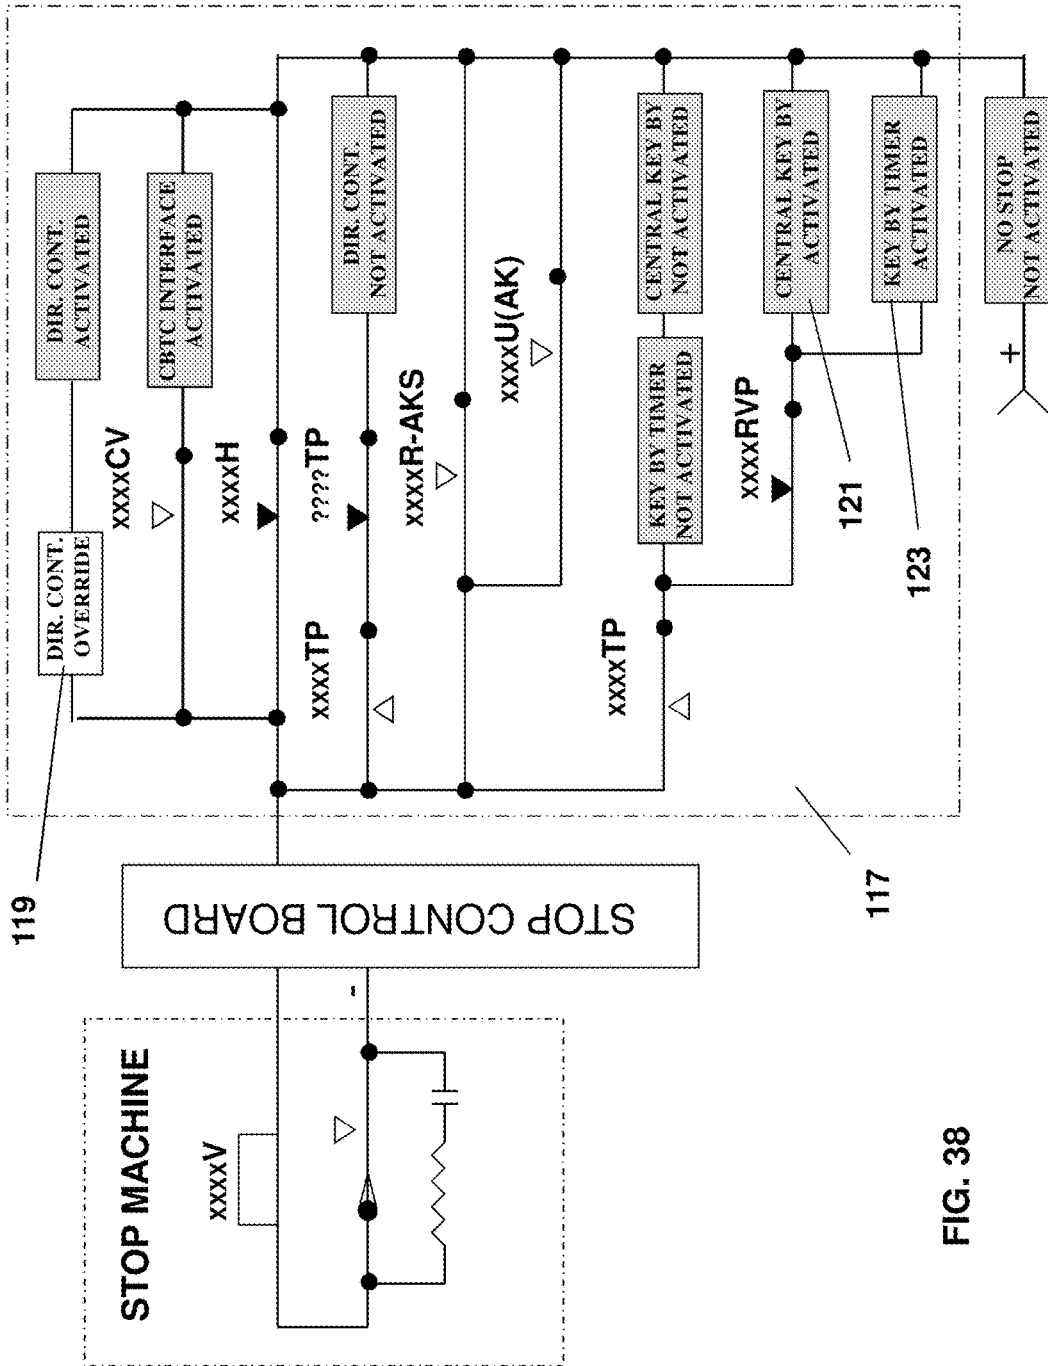 119
DIR. CONT.
OVERRIDE
DIR. CONT.
ACTIVATED
xxxxCV
CBTC INTERFACE
ACTIVATED
xxxxH
xxxxTP
????TP
DIR. CONT.
NOT ACTIVATED
xxxxR-AKS
xxxxU(AK)
xxxxTP
KEY BY TIMER
NOT ACTIVATED
CENTRAL KEY BY
NOT ACTIVATED
xxxxRVP
CENTRAL KEY BY
ACTIVATED
121
KEY BY TIMER
ACTIVATED
123
117
NO STOP
NOT ACTIVATED
+
STOP CONTROL BOARD
-
STOP MACHINE
xxxxV
FIG. 38